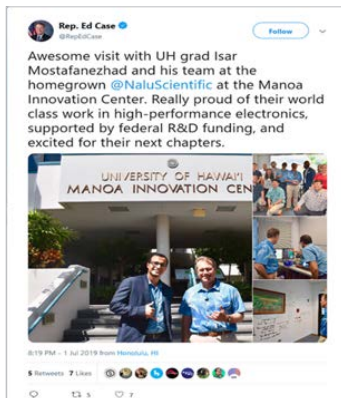 Rep. Ed Case
@RepEdCase
Follow
Awesome visit with UH grad Isar
Mostafanezhad and his team at the
homegrown @NaluScientific at the Manoa
Innovation Center. Really proud of their world
class work in high-performance electronics,
supported by federal R&D funding, and
excited for their next chapters.
UNIVERSITY OF HAWAI'I
MANOA INNOVATION CEN
8:19 PM - 1 Jul 2019 from Honolulu, HI
5 Retweets 7 Likes
5 7